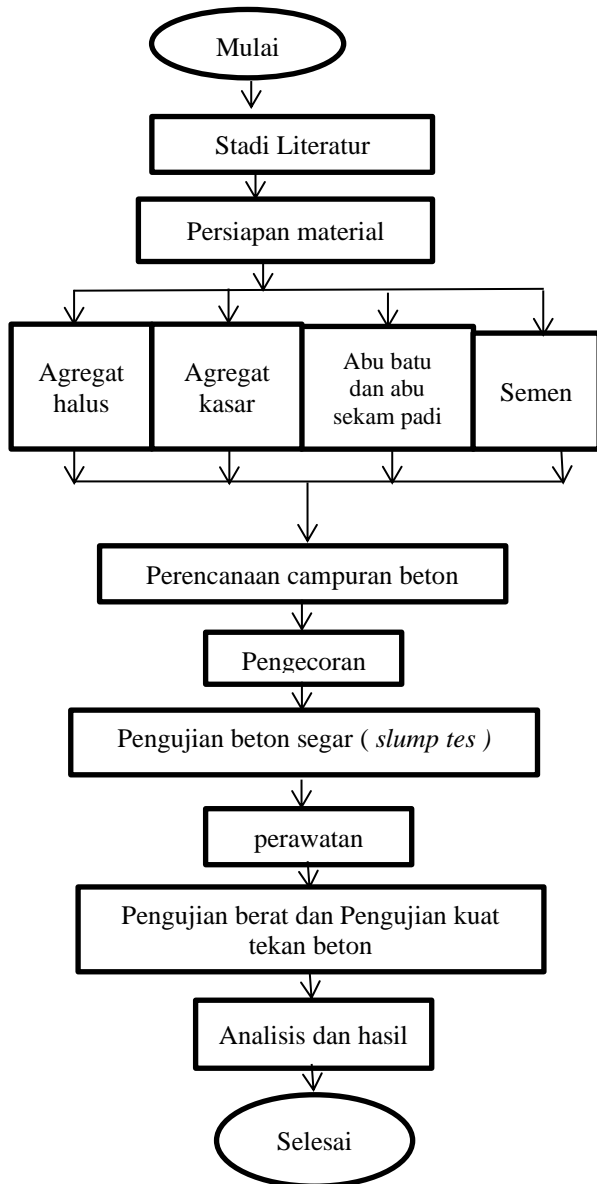 Mulai
Stadi Literatur
Persiapan material
Agregat
halus
Agregat
kasar
Abu batu
dan abu
sekam padi
Semen
Perencanaan campuran beton
Pengecoran
Pengujian beton segar ( slump tes )
perawatan
Pengujian berat dan Pengujian kuat
tekan beton
Analisis dan hasil
Selesai